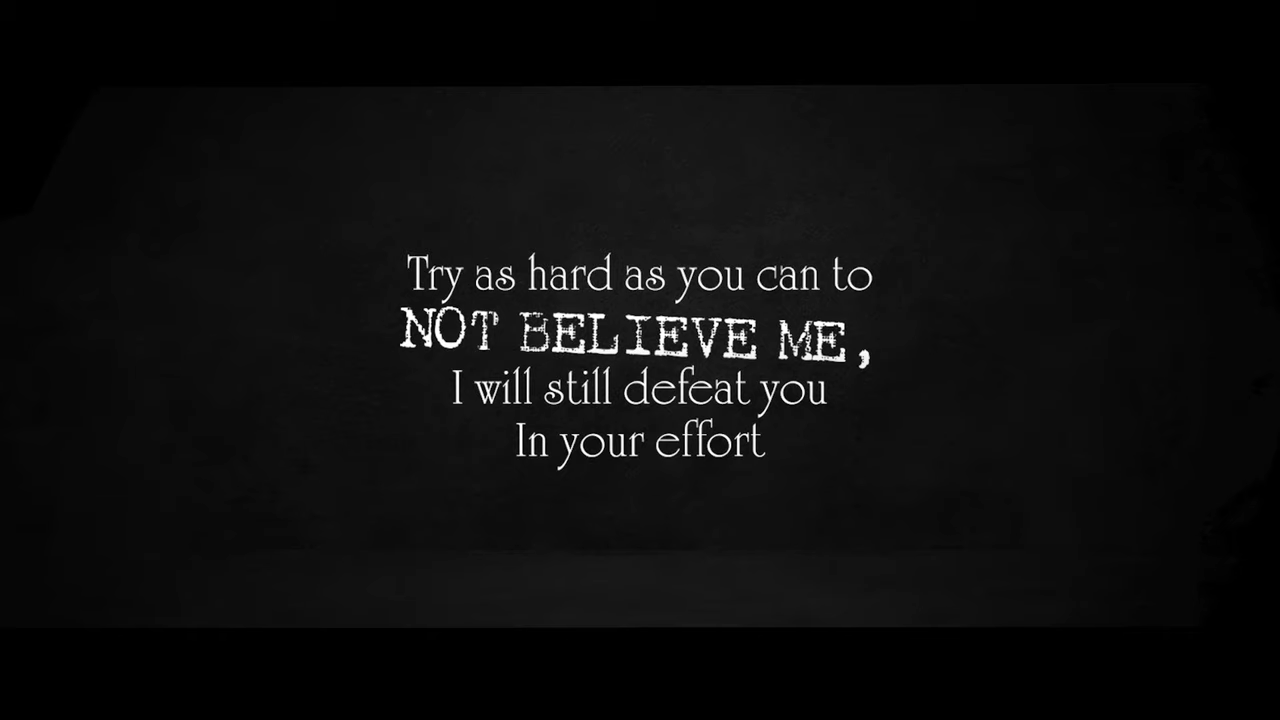 Try as hard as you can to
NOT BELIEVE ME,
I will still defeat you
In your effort